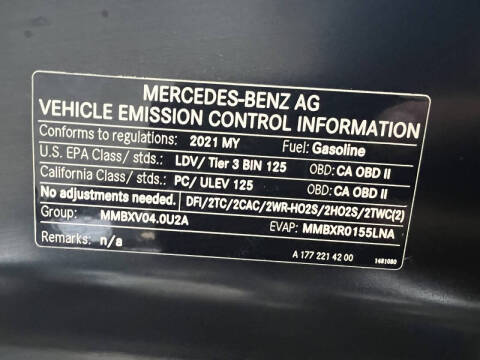 MERCEDES-BENZ AG
VEHICLE EMISSION CONTROL INFORMATION
Conforms to regulations: 2021 MY Fuel: Gasoline
U.S. EPA Class/ stds.: LDV/ Tier 3 BIN 125 OBD: CA OBD II
California Class/ stds.: PC/ ULEV 125 OBD: CA OBD II
No adjustments needed. DFI/2TC/2CAC/2WR-HO2S/2HO2S/2TWC(2)
Group: MMBXV04.0U2A EVAP: MMBXR0155LNA
Remarks: n/a
A 177 221 42 00 1481080